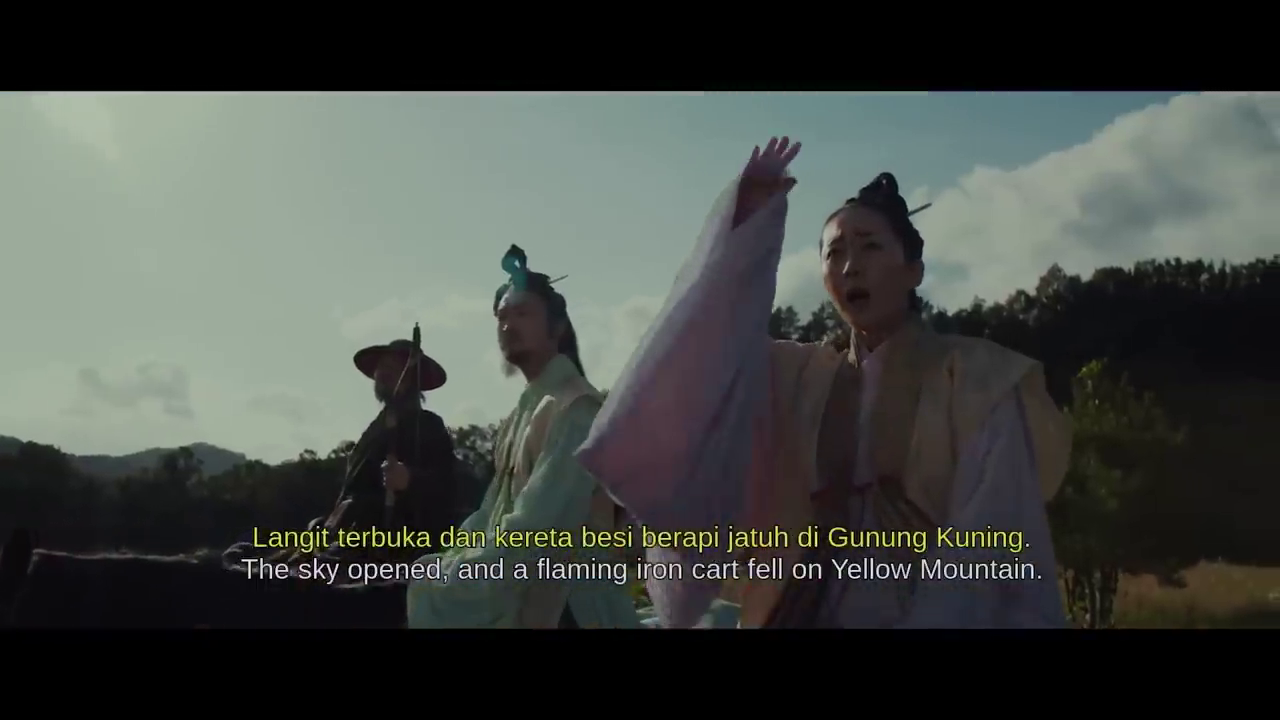 Langit terbuka dan kereta besi berapi jatuh di Gunung Kuning.
The sky opened, and a flaming iron cart fell on Yellow Mountain.